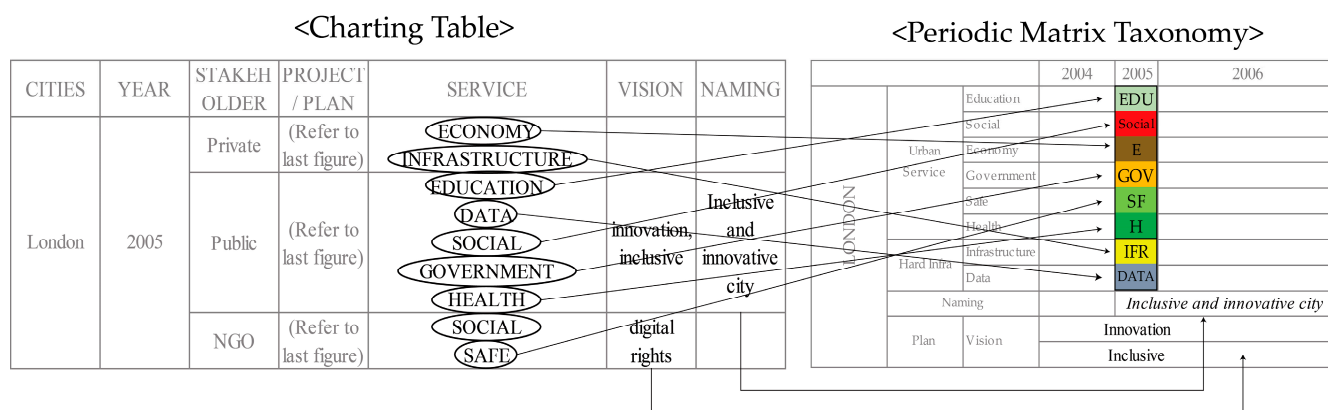 <Charting Table>
CITIES
YEAR
STAKEH
OLDER
PROJECT
/ PLAN
SERVICE
VISION
NAMING
London
2005
Private
(Refer to
last figure)
ECONOMY
INFRASTRUCTURE
Public
(Refer to
last figure)
EDUCATION
DATA
SOCIAL
GOVERNMENT
HEALTH
innovation,
inclusive
Inclusive
and
innovative
city
NGO
(Refer to
last figure)
SOCIAL
SAFE
digital
rights
<Periodic Matrix Taxonomy>
2004
2005
2006
LONDON
Urban
Service
Education
EDU
Social
Social
Economy
E
Government
GOV
Safe
SF
Health
H
Hard Infra
Infrastructure
IFR
Data
DATA
Naming
Inclusive and innovative city
Plan
Vision
Innovation
Inclusive